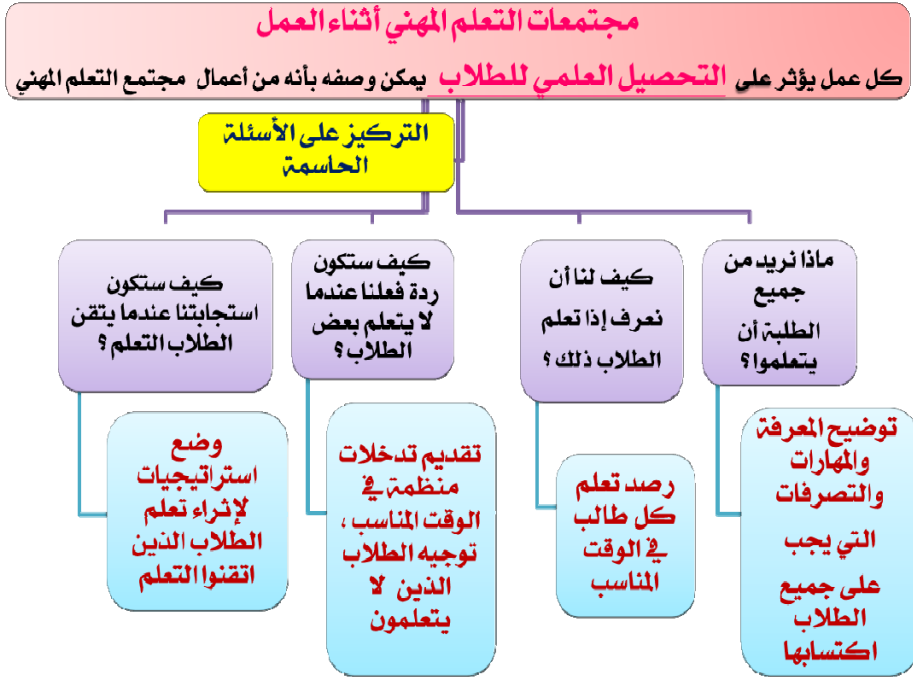 مجتمعات التعلم المهني أثناء العمل
كل عمل يؤثر على التحصيل العلمي للطلاب يمكن وصفه بأنه من أعمال مجتمع التعلم المهني
التركيز على الأسئلة
الحاسمة
ماذا نريد من
جميع
الطلبة أن
يتعلموا؟
كيف لنا أن
نعرف إذا تعلم
الطلاب ذلك ؟
كيف ستكون
ردة فعلنا عندما
لا يتعلم بعض
الطلاب؟
كيف ستكون
استجابتنا عندما يتقن
الطلاب التعلم ؟
توضيح المعرفة
والمهارات
والتصرفات
التي يجب
على جميع
الطلاب
اكتسابها
رصد تعلم
كل طالب
في الوقت
المناسب
تقديم تدخلات
منظمة في
الوقت المناسب ،
توجيه الطلاب
الذين لا
يتعلمون
وضع
استراتيجيات
لإثراء تعلم
الطلاب الذين
اتقنوا التعلم